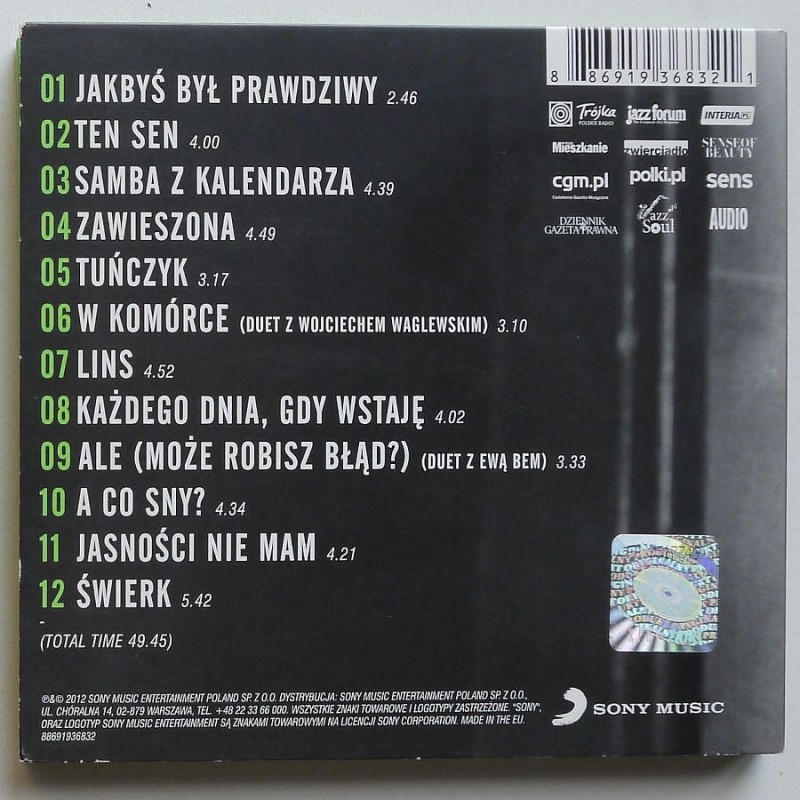 01 JAKBYŚ BYŁ PRAWDZIWY 2.46
02 TEN SEN 4.00
03 SAMBA Z KALENDARZA 4.39
04 ZAWIESZONA 4.49
05 TUŃCZYK 3.17
06 W KOMÓRCE (DUET Z WOJCIECHEM WAGLEWSKIM) 3.10
07 LINS 4.52
08 KAŻDEGO DNIA, GDY WSTAJĘ 4.02
09 ALE (MOŻE ROBISZ BŁĄD?) (DUET Z EWĄ BEM) 3.33
10 A CO SNY? 4.34
11 JASNOŚCI NIE MAM 4.21
12 ŚWIERK 5.42
-
(TOTAL TIME 49.45)
8 86919 36832 1
Trójka jazzforum INTERIA.PL
POLSKIE RADIO
Mieszkanie zwierciadło SENSE OF
BEAUTY
cgm.pl polki.pl sens
Codzienna Gazeta Muzyczna
DZIENNIK Jazz AUDIO
GAZETA PRAWNA Soul
℗&© 2012 SONY MUSIC ENTERTAINMENT POLAND SP. Z O.O. DYSTRYBUCJA: SONY MUSIC ENTERTAINMENT POLAND SP. Z O.O.,
UL. CHÓRALNA 14, 02-879 WARSZAWA, TEL. +48 22 33 66 000. WSZYSTKIE ZNAKI TOWAROWE I LOGOTYPY ZASTRZEŻONE. "SONY",
ORAZ LOGOTYP SONY MUSIC ENTERTAINMENT SĄ ZNAKAMI TOWAROWYMI NA LICENCJI SONY CORPORATION. MADE IN THE EU.
88691936832
SONY MUSIC